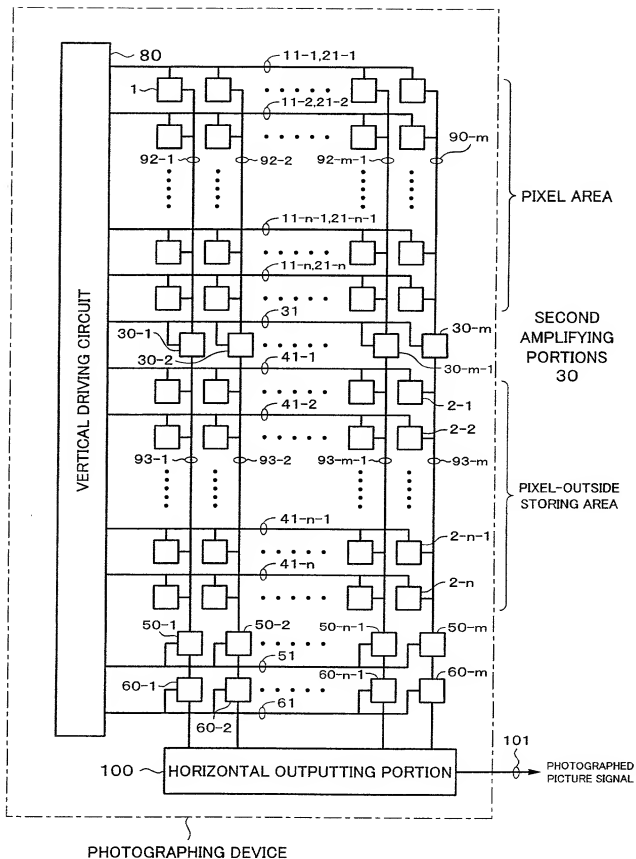 80
11-1,21-1
1
11-2,21-2
92-1
92-2
92-m-1
90-m
PIXEL AREA
11-n-1,21-n-1
11-n,21-n
31
SECOND
AMPLIFYING
PORTIONS
30
30-1
30-2
30-m-1
30-m
41-1
2-1
41-2
2-2
VERTICAL DRIVING CIRCUIT
93-1
93-2
93-m-1
93-m
PIXEL-OUTSIDE
STORING AREA
41-n-1
2-n-1
41-n
2-n
50-1
50-2
50-n-1
50-m
51
60-1
60-2
60-n-1
60-m
61
100
HORIZONTAL OUTPUTTING PORTION
101
PHOTOGRAPHED
PICTURE SIGNAL
PHOTOGRAPHING DEVICE